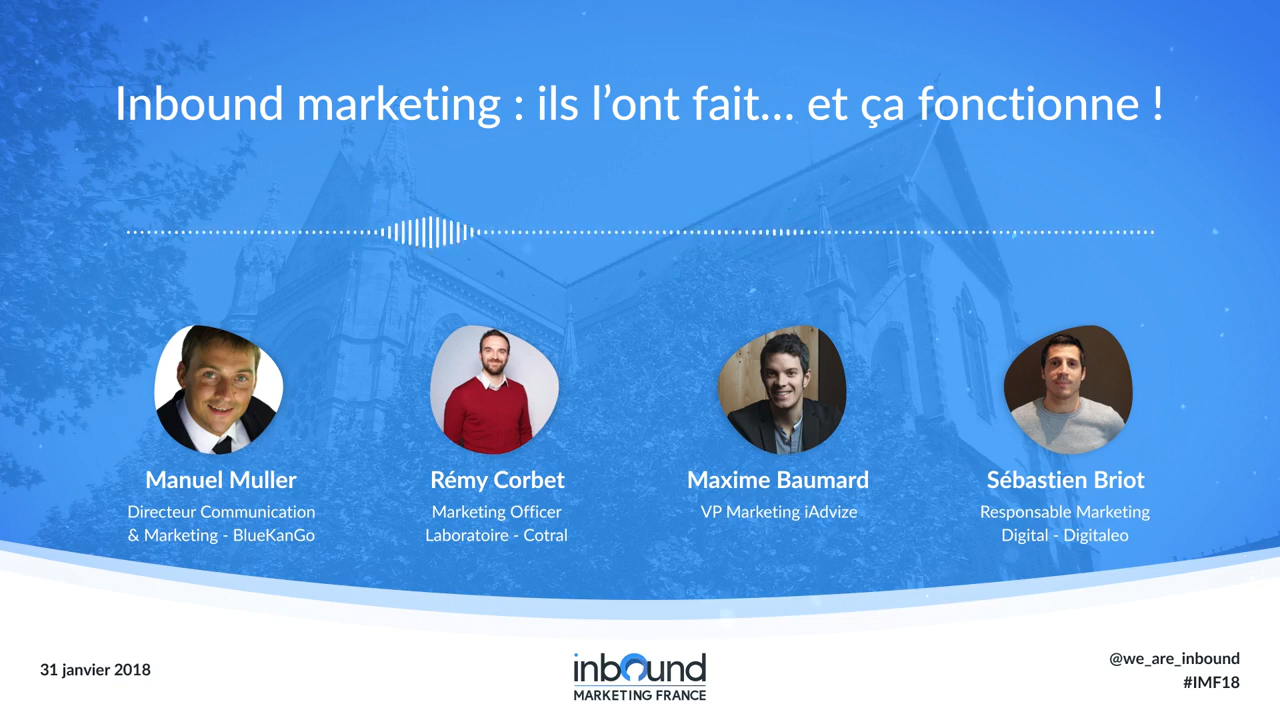 Inbound marketing : ils l’ont fait... et ça fonctionne !
Manuel Muller
Directeur Communication
& Marketing - BlueKanGo
Rémy Corbet
Marketing Officer
Laboratoire - Cotral
Maxime Baumard
VP Marketing iAdvize
Sébastien Briot
Responsable Marketing
Digital - Digitaleo
31 janvier 2018
inbound
MARKETING FRANCE
@we_are_inbound
#IMF18